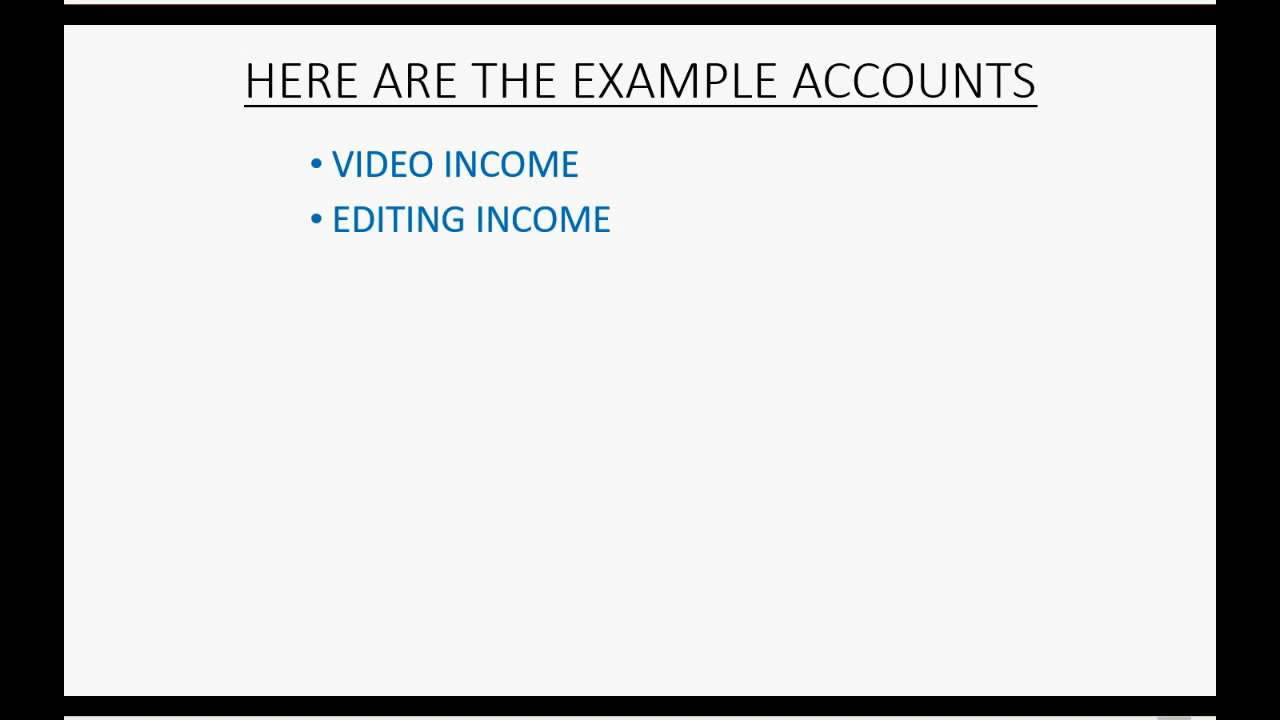 HERE ARE THE EXAMPLE ACCOUNTS
• VIDEO INCOME
• EDITING INCOME